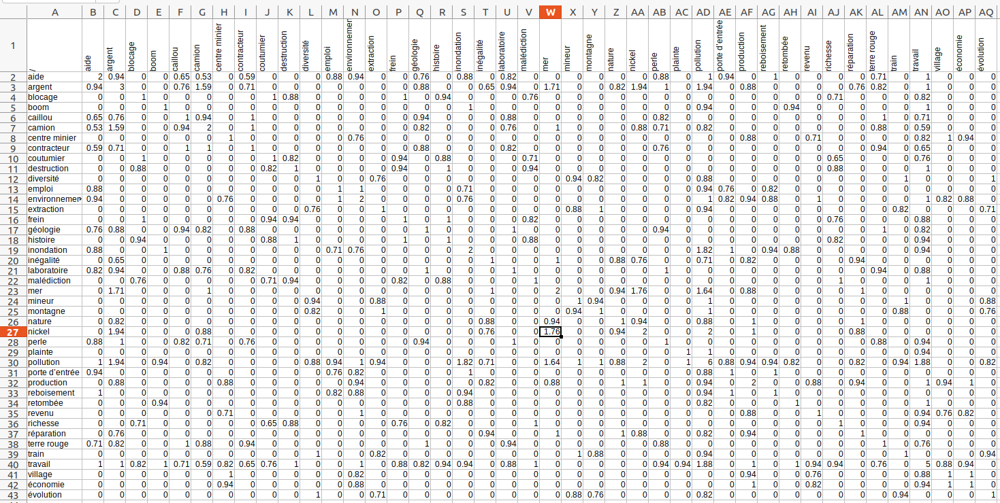 A B C D E F G H I J K L M N O P Q R S T U V W X Y Z AA AB AC AD AE AF AG AH AI AJ AK AL AM AN AO AP AQ
1 / aide argent blocage boom caillou camion centre minier contracteur coutumier destruction diversité emploi environnemen extraction frein géologie histoire inondation inégalité laboratoire malédiction mer mineur montagne nature nickel perle plainte pollution porte d'entrée production reboisement retombée revenu richesse réparation terre rouge train travail village économie évolution
2 aide 2 0.94 0 0 0.65 0.53 0 0.59 0 0 0 0.88 0.94 0 0 0.76 0 0.88 0 0.82 0 0 0 0 0 0 0.88 0 1 0.94 0 1 0 0 0 0 0.71 0 1 0 0 0
3 argent 0.94 3 0 0 0.76 1.59 0 0.71 0 0 0 0 0 0 0 0.88 0 0 0.65 0.94 0 1.71 0 0 0.82 1.94 1 0 1.94 0 0.88 0 0 0 0 0.76 0.82 0 1 0 0 0
4 blocage 0 0 1 0 0 0 0 0 1 0.88 0 0 0 0 1 0 0.94 0 0 0 0.76 0 0 0 0 0 0 0 0 0 0 0 0 0 0.71 0 0 0 0.82 0 0 0
5 boom 0 0 0 1 0 0 0 0 0 0 0 0 0 0 0 0 0 1 0 0 0 0 0 0 0 0 0 0 0.94 0 0 0 0.94 0 0 0 0 0 1 0 0 0
6 caillou 0.65 0.76 0 0 1 0.94 0 1 0 0 0 0 0 0 0 0.94 0 0 0 0.88 0 0 0 0 0 0 0.82 0 0 0 0 0 0 0 0 0 1 0 0.71 0 0 0
7 camion 0.53 1.59 0 0 0.94 2 0 1 0 0 0 0 0 0 0 0.82 0 0 0 0.76 0 1 0 0 0 0.88 0.71 0 0.82 0 0 0 0 0 0 0 0.88 0 0.59 0 0 0
8 centre minier 0 0 0 0 0 0 1 0 0 0 0 0 0.76 0 0 0 0 0 0 0 0 0 0 0 0 0 0 0 0 0 0.88 0 0 0.71 0 0 0 0 0.82 1 0.94 0
9 contracteur 0.59 0.71 0 0 1 1 0 1 0 0 0 0 0 0 0 0.88 0 0 0 0.82 0 0 0 0 0 0 0.76 0 0 0 0 0 0 0 0 0 0.94 0 0.65 0 0 0
10 coutumier 0 0 1 0 0 0 0 0 1 0.82 0 0 0 0 0.94 0 0.88 0 0 0 0.71 0 0 0 0 0 0 0 0 0 0 0 0 0 0.65 0 0 0 0.76 0 0 0
11 destruction 0 0 0.88 0 0 0 0 0 0.82 1 0 0 0 0 0.94 0 1 0 0 0 0.94 0 0 0 0 0 0 0 0 0 0 0 0 0 0.88 0 0 0 1 0 0 0
12 diversité 0 0 0 0 0 0 0 0 0 0 1 0 0 0.76 0 0 0 0 0 0 0 0 0.94 0.82 0 0 0 0 0.88 0 0 0 0 0 0 0 0 1 0 0 0 1
13 emploi 0.88 0 0 0 0 0 0 0 0 0 0 1 1 0 0 0 0 0.71 0 0 0 0 0 0 0 0 0 0 0.94 0.76 0 0.82 0 0 0 0 0 0 0 0 0 0
14 environnemen 0.94 0 0 0 0 0 0.76 0 0 0 0 1 2 0 0 0 0 0.76 0 0 0 0 0 0 0 0 0 0 1 0.82 0.94 0.88 0 1 0 0 0 0 1 0.82 0.88 0
15 extraction 0 0 0 0 0 0 0 0 0 0 0.76 0 0 1 0 0 0 0 0 0 0 0 0.88 1 0 0 0 0 0.94 0 0 0 0 0 0 0 0 0.82 0 0 0 0.71
16 frein 0 0 1 0 0 0 0 0 0.94 0.94 0 0 0 0 1 0 1 0 0 0 0.82 0 0 0 0 0 0 0 0 0 0 0 0 0 0.76 0 0 0 0.88 0 0 0
17 géologie 0.76 0.88 0 0 0.94 0.82 0 0.88 0 0 0 0 0 0 0 1 0 0 0 1 0 0 0 0 0 0 0.94 0 0 0 0 0 0 0 0 0 1 0 0.82 0 0 0
18 histoire 0 0 0.94 0 0 0 0 0 0.88 1 0 0 0 0 1 0 1 0 0 0 0.88 0 0 0 0 0 0 0 0 0 0 0 0 0 0.82 0 0 0 0.94 0 0 0
19 inondation 0.88 0 0 1 0 0 0 0 0 0 0 0.71 0.76 0 0 0 0 2 0 0 0 0 0 0 0 0 0 0 1.82 1 0 0.94 0.88 0 0 0 0 0 0.94 0 0 0
20 inégalité 0 0.65 0 0 0 0 0 0 0 0 0 0 0 0 0 0 0 0 1 0 0 1 0 0 0.88 0.76 0 0 0.71 0 0.82 0 0 0 0 0.94 0 0 0 0 0 0
21 laboratoire 0.82 0.94 0 0 0.88 0.76 0 0.82 0 0 0 0 0 0 0 1 0 0 0 1 0 0 0 0 0 0 1 0 0 0 0 0 0 0 0 0 0.94 0 0.88 0 0 0
22 malédiction 0 0 0.76 0 0 0 0 0 0.71 0.94 0 0 0 0 0.82 0 0.88 0 0 0 1 0 0 0 0 0 0 0 0 0 0 0 0 0 1 0 0 0 1 0 0 0
23 mer 0 1.71 0 0 0 1 0 0 0 0 0 0 0 0 0 0 0 0 1 0 0 2 0 0 0.94 1.76 0 0 1.64 0 0.88 0 0 0 0 1 0 0 0 0 0 0
24 mineur 0 0 0 0 0 0 0 0 0 0 0.94 0 0 0.88 0 0 0 0 0 0 0 0 1 0.94 0 0 0 0 1 0 0 0 0 0 0 0 0 1 0 0 0 0.88
25 montagne 0 0 0 0 0 0 0 0 0 0 0.82 0 0 1 0 0 0 0 0 0 0 0 0.94 1 0 0 0 0 1 0 0 0 0 0 0 0 0 0.88 0 0 0 0.76
26 nature 0 0.82 0 0 0 0 0 0 0 0 0 0 0 0 0 0 0 0 0.88 0 0 0.94 0 0 1 0.94 0 0 0.88 0 1 0 0 0 0 1 0 0 0 0 0 0
27 nickel 0 1.94 0 0 0 0.88 0 0 0 0 0 0 0 0 0 0 0 0 0.76 0 0 1.76 0 0 0.94 2 0 0 2 0 1 0 0 0 0 0.88 0 0 0 0 0 0
28 perle 0.88 1 0 0 0.82 0.71 0 0.76 0 0 0 0 0 0 0 0.94 0 0 0 1 0 0 0 0 0 0 1 0 0 0 0 0 0 0 0 0 0.88 0 0.94 0 0 0
29 plainte 0 0 0 0 0 0 0 0 0 0 0 0 0 0 0 0 0 0 0 0 0 0 0 0 0 0 0 1 1 0 0 0 0 0 0 0 0 0 0.94 0 0 0
30 pollution 1 1.94 0 0.94 0 0.82 0 0 0 0 0.88 0.94 1 0.94 0 0 0 1.82 0.71 0 0 1.64 1 1 0.88 2 0 1 6 0.88 0.94 0.94 0.82 0 0 0.82 0 0.94 1.88 0 0 0.82
31 porte d'entrée 0.94 0 0 0 0 0 0 0 0 0 0 0.76 0.82 0 0 0 0 1 0 0 0 0 0 0 0 0 0 0 0.88 1 0 1 0 0 0 0 0 0 0 0 0 0
32 production 0 0.88 0 0 0 0 0.88 0 0 0 0 0 0.94 0 0 0 0 0 0.82 0 0 0.88 0 0 1 1 0 0 0.94 0 2 0 0 0.88 0 0.94 0 0 1 0.94 1 0
33 reboisement 1 0 0 0 0 0 0 0 0 0 0 0.82 0.88 0 0 0 0 0.94 0 0 0 0 0 0 0 0 0 0 0.94 1 0 1 0 0 0 0 0 0 0 0 0 0
34 retombée 0 0 0 0.94 0 0 0 0 0 0 0 0 0 0 0 0 0 0.88 0 0 0 0 0 0 0 0 0 0 0.82 0 0 0 1 0 0 0 0 0 1 0 0 0
35 revenu 0 0 0 0 0 0 0.71 0 0 0 0 0 1 0 0 0 0 0 0 0 0 0 0 0 0 0 0 0 0 0 0.88 0 0 1 0 0 0 0 0.94 0.76 0.82 0
36 richesse 0 0 0.71 0 0 0 0 0 0.65 0.88 0 0 0 0 0.76 0 0.82 0 0 0 1 0 0 0 0 0 0 0 0 0 0 0 0 0 1 0 0 0 0.94 0 0 0
37 réparation 0 0.76 0 0 0 0 0 0 0 0 0 0 0 0 0 0 0 0 0.94 0 0 1 0 0 1 0.88 0 0 0.82 0 0.94 0 0 0 0 1 0 0 0 0 0 0
38 terre rouge 0.71 0.82 0 0 1 0.88 0 0.94 0 0 0 0 0 0 0 1 0 0 0 0.94 0 0 0 0 0 0 0.88 0 0 0 0 0 0 0 0 0 1 0 0.76 0 0 0
39 train 0 0 0 0 0 0 0 0 0 0 1 0 0 0.82 0 0 0 0 0 0 0 0 1 0.88 0 0 0 0 0.94 0 0 0 0 0 0 0 0 1 0 0 0 0.94
40 travail 1 1 0.82 1 0.71 0.59 0.82 0.65 0.76 1 0 0 1 0 0.88 0.82 0.94 0.94 0 0.88 1 0 0 0 0 0 0.94 0.94 1.88 0 1 0 1 0.94 0.94 0 0.76 0 5 0.88 0.94 0
41 village 0 0 0 0 0 0 1 0 0 0 0 0 0.82 0 0 0 0 0 0 0 0 0 0 0 0 0 0 0 0 0 0.94 0 0 0.76 0 0 0 0 0.88 1 1 0
42 économie 0 0 0 0 0 0 0.94 0 0 0 0 0 0.88 0 0 0 0 0 0 0 0 0 0 0 0 0 0 0 0 0 1 0 0 0.82 0 0 0 0 0.94 1 1 0
43 évolution 0 0 0 0 0 0 0 0 0 0 1 0 0 0.71 0 0 0 0 0 0 0 0 0.88 0.76 0 0 0 0 0.82 0 0 0 0 0 0 0 0 0.94 0 0 0 1